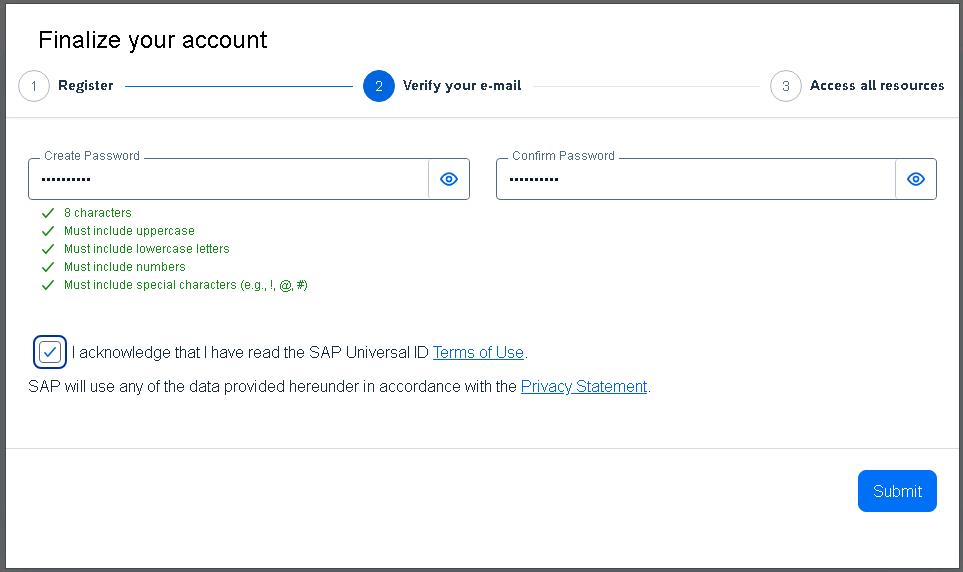 Finalize your account
1 Register 2 Verify your e-mail 3 Access all resources
Create Password Confirm Password
•••••••••• ••••••••••
8 characters
Must include uppercase
Must include lowercase letters
Must include numbers
Must include special characters (e.g., !, @, #)
I acknowledge that I have read the SAP Universal ID Terms of Use.
SAP will use any of the data provided hereunder in accordance with the Privacy Statement.
Submit